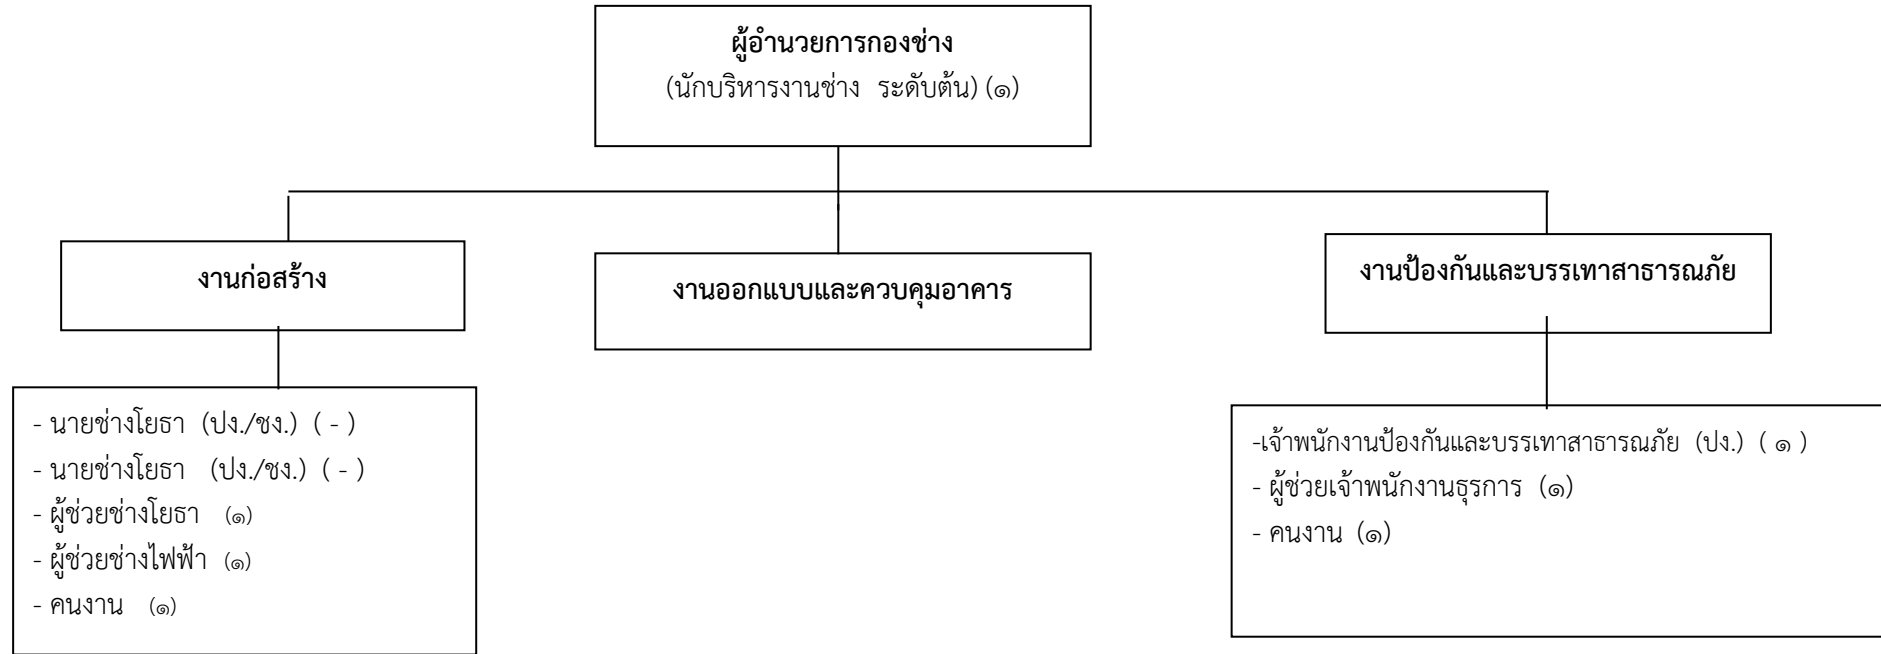 ผู้อำนวยการกองช่าง
(นักบริหารงานช่าง ระดับต้น) (๑)
งานก่อสร้าง
งานออกแบบและควบคุมอาคาร
งานป้องกันและบรรเทาสาธารณภัย
- นายช่างโยธา (ปง./ชง.) ( - )
- นายช่างโยธา (ปง./ชง.) ( - )
- ผู้ช่วยช่างโยธา (๑)
- ผู้ช่วยช่างไฟฟ้า (๑)
- คนงาน (๑)
-เจ้าพนักงานป้องกันและบรรเทาสาธารณภัย (ปง.) ( ๑ )
- ผู้ช่วยเจ้าพนักงานธุรการ (๑)
- คนงาน (๑)